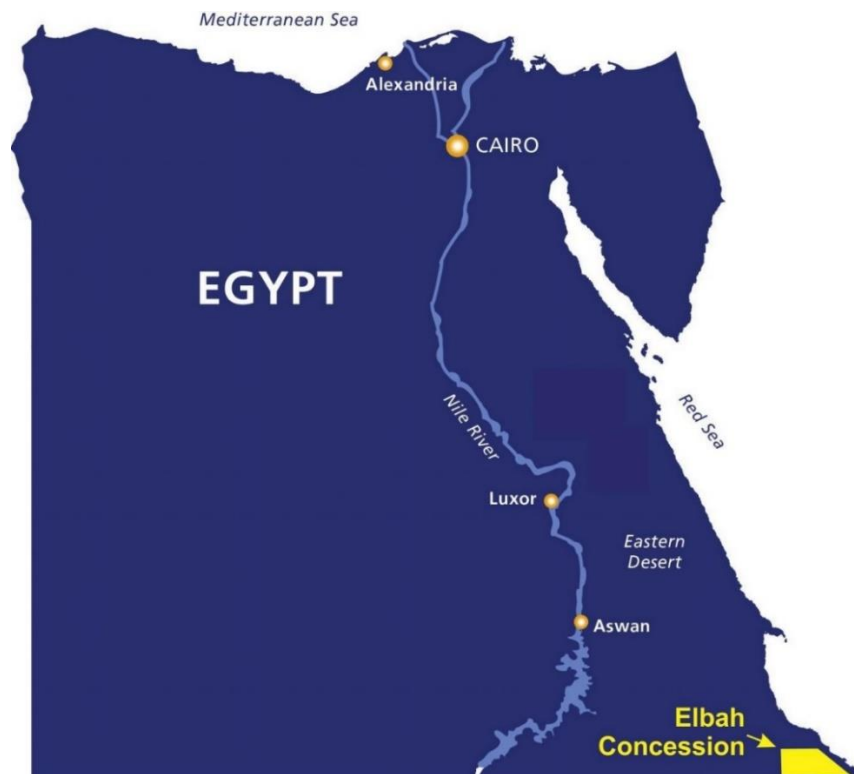 Mediterranean Sea
Alexandria
CAIRO
EGYPT
Nile River
Red Sea
Luxor
Eastern
Desert
Aswan
Elbah
Concession